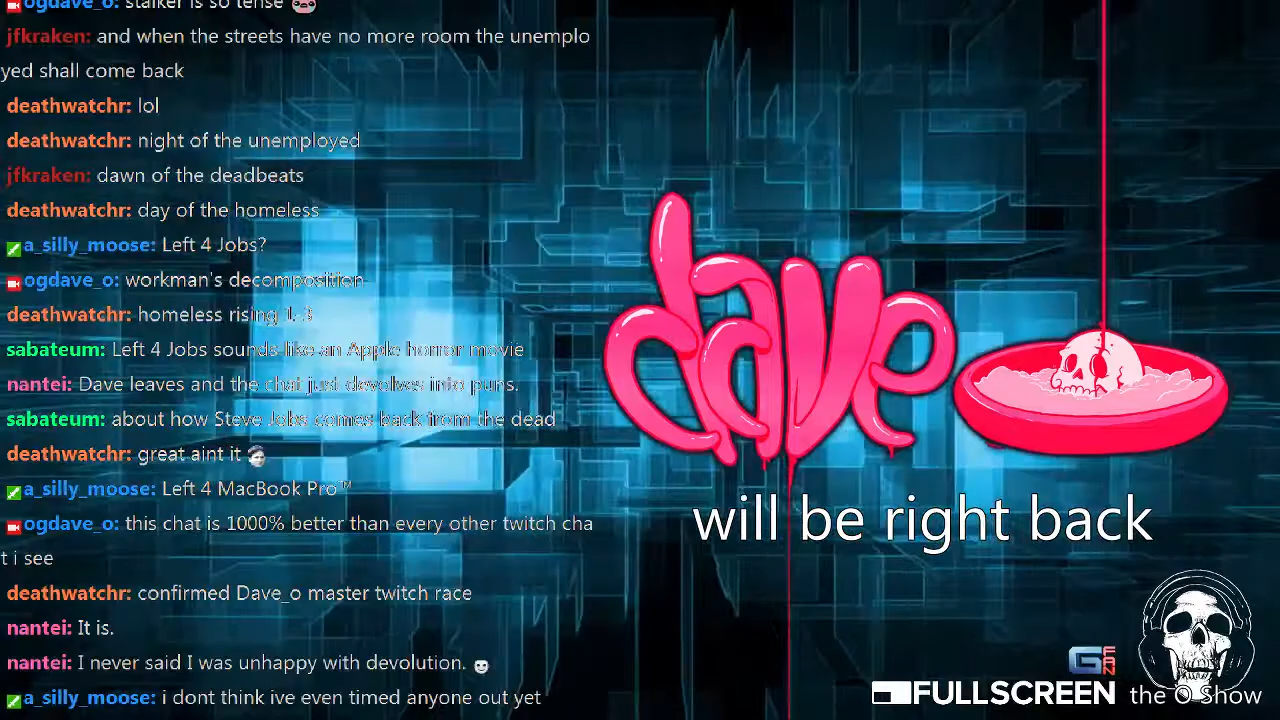 ogdave_o: stalker is so tense
jfkraken: and when the streets have no more room the unemplo
yed shall come back
deathwatchr: lol
deathwatchr: night of the unemployed
jfkraken: dawn of the deadbeats
deathwatchr: day of the homeless
a_silly_moose: Left 4 Jobs?
ogdave_o: workman's decomposition
deathwatchr: homeless rising
sabateum: Left 4 Jobs sounds like an Apple horror movie
nantei: Dave leaves and the chat just devolves into puns.
sabateum: about how Steve Jobs comes back from the dead
deathwatchr: great aint it
a_silly_moose: Left 4 MacBook Pro™
ogdave_o: this chat is 1000% better than every other twitch cha
t i see
deathwatchr: confirmed Dave_o master twitch race
nantei: It is.
nantei: I never said I was unhappy with devolution.
a_silly_moose: i dont think ive even timed anyone out yet
dave
will be right back
G FAN
FULLSCREEN
the O Show